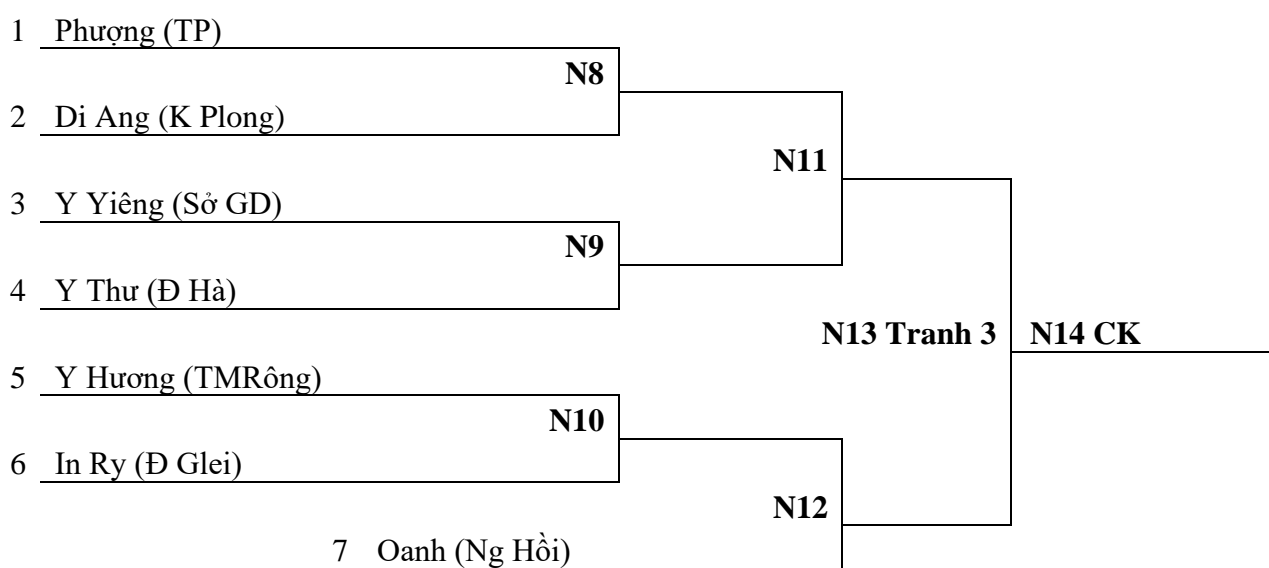 1 Phượng (TP)
N8
2 Di Ang (K Plong)
N11
3 Y Yiêng (Sở GD)
N9
4 Y Thư (Đ Hà)
N13 Tranh 3 N14 CK
5 Y Hương (TMRông)
N10
6 In Ry (Đ Glei)
N12
7 Oanh (Ng Hồi)